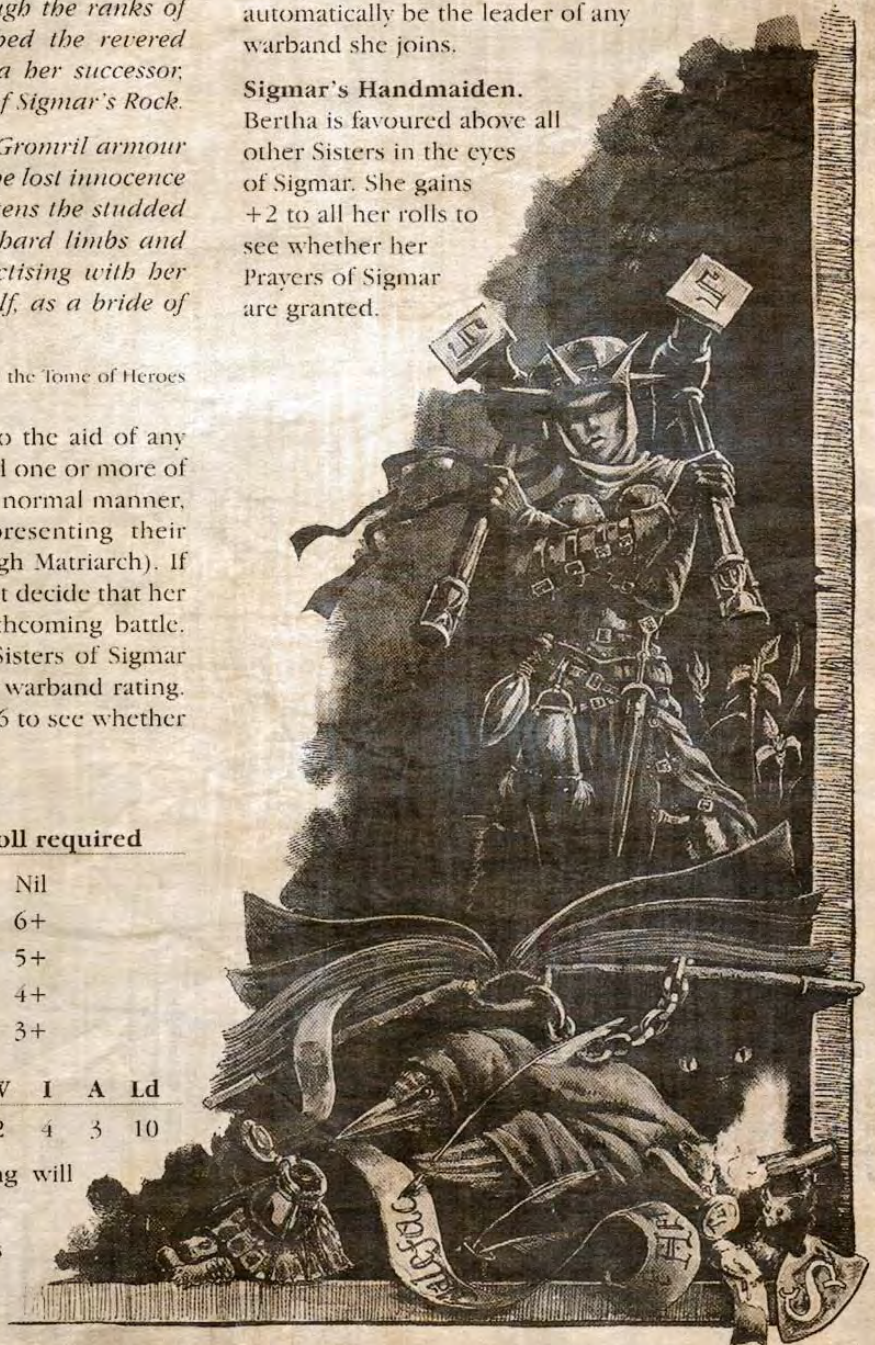 ugh the ranks of
ped the revered
a her successor,
f Sigmar's Rock.
Gromril armour
be lost innocence
ens the studded
hard limbs and
ctising with her
lf, as a bride of
the Tome of Heroes
o the aid of any
l one or more of
normal manner,
presenting their
gh Matriarch). If
t decide that her
thcoming battle.
Sisters of Sigmar
warband rating.
6 to see whether
oll required
Nil
6+
5+
4+
3+
W I A Ld
2 4 3 10
ng will
s
automatically be the leader of any
warband she joins.
Sigmar's Handmaiden.
Bertha is favoured above all
other Sisters in the eyes
of Sigmar. She gains
+2 to all her rolls to
see whether her
Prayers of Sigmar
are granted.